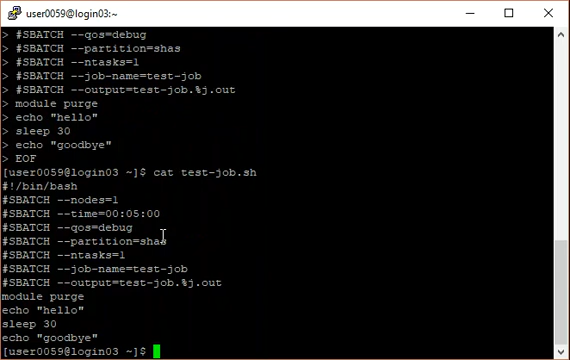 user0059@login03:~
> #SBATCH --qos=debug
> #SBATCH --partition=shas
> #SBATCH --ntasks=1
> #SBATCH --job-name=test-job
> #SBATCH --output=test-job.%j.out
> module purge
> echo "hello"
> sleep 30
> echo "goodbye"
> EOF
[user0059@login03 ~]$ cat test-job.sh
#!/bin/bash
#SBATCH --nodes=1
#SBATCH --time=00:05:00
#SBATCH --qos=debug
#SBATCH --partition=shas
#SBATCH --ntasks=1
#SBATCH --job-name=test-job
#SBATCH --output=test-job.%j.out
module purge
echo "hello"
sleep 30
echo "goodbye"
[user0059@login03 ~]$